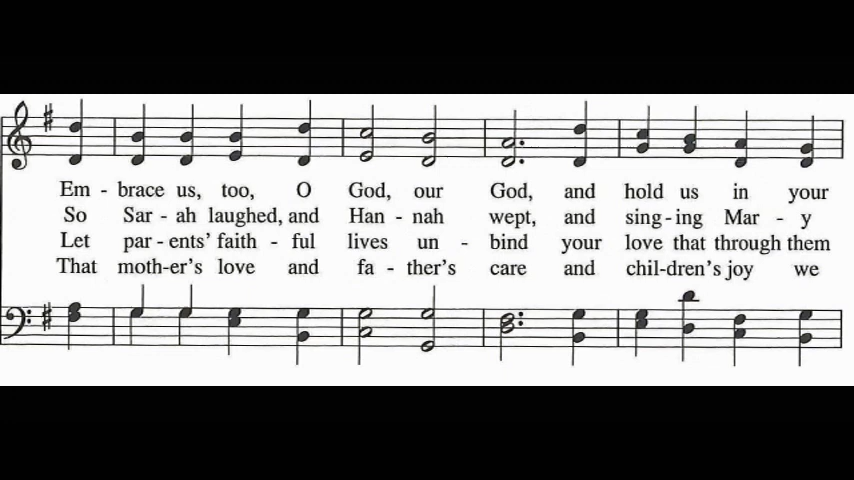 Em - brace us, too, O God, our God, and hold us in your
So Sar - ah laughed, and Han - nah wept, and sing - ing Mar - y
Let par - ents' faith - ful lives un - bind your love that through them
That moth-er's love and fa - ther's care and chil-dren's joy we